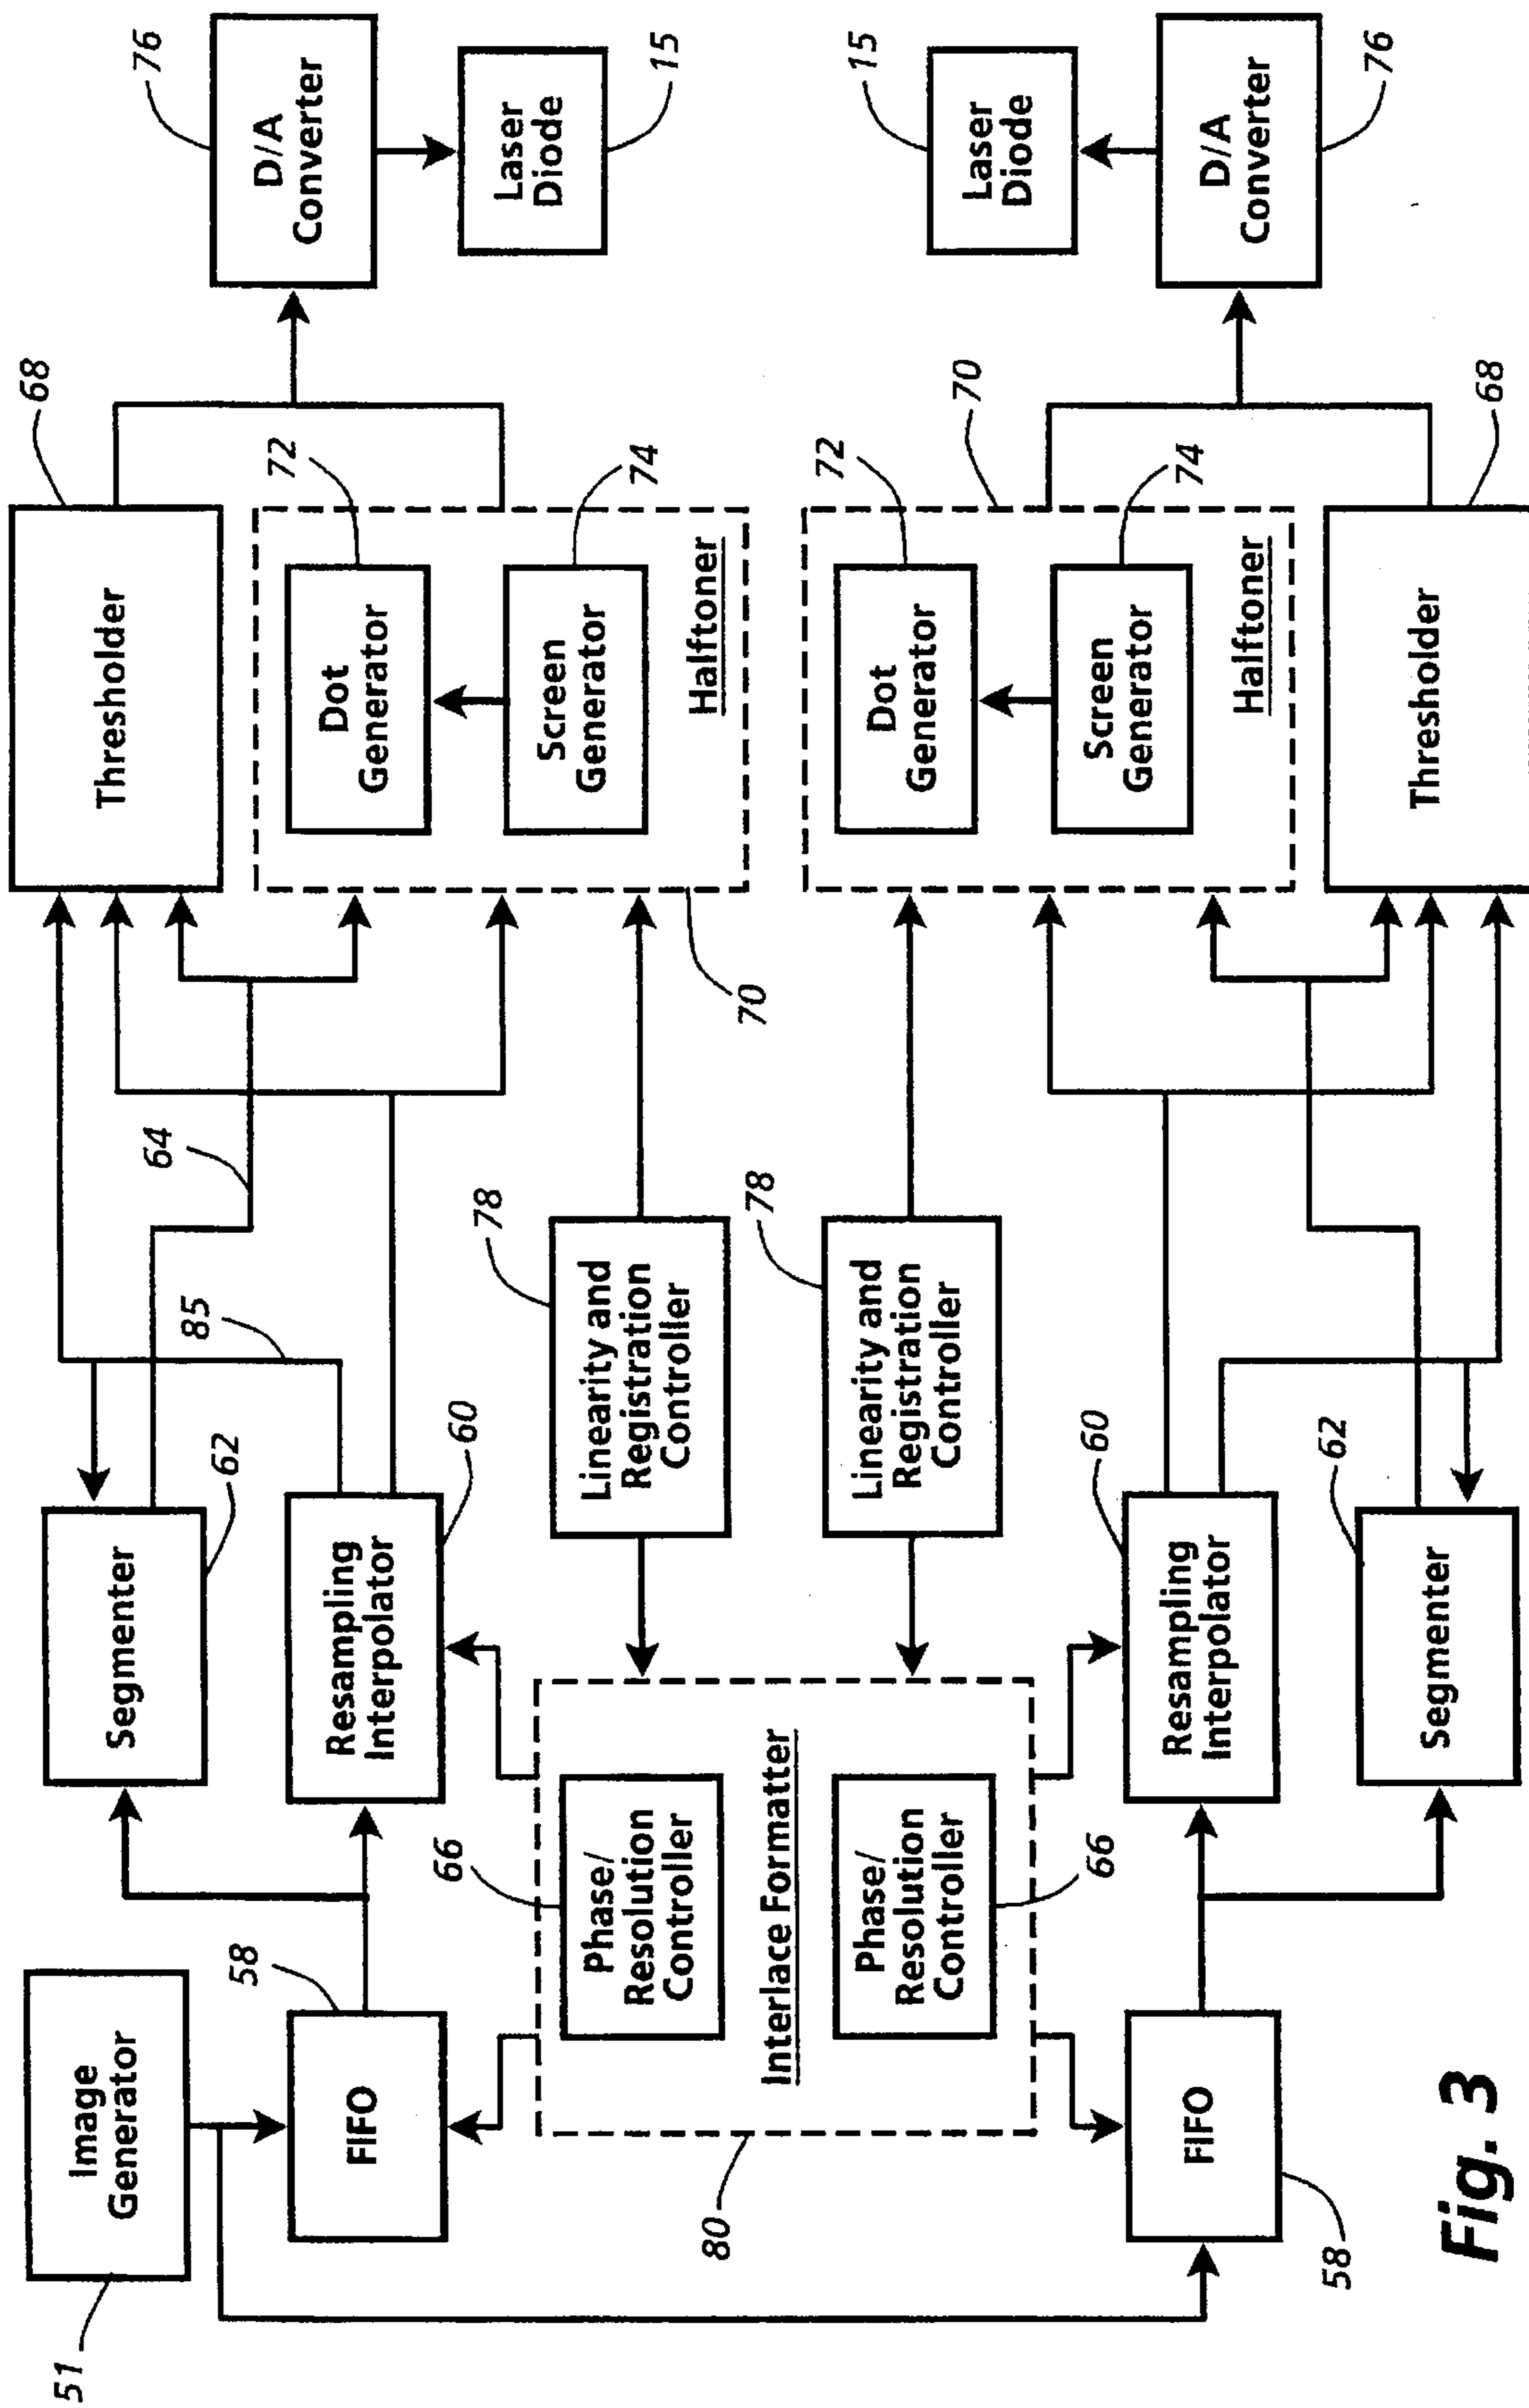 51
Image
Generator
58
FIFO
Segmenter
62
85
64
Resampling
Interpolator
60
66
Phase/
Resolution
Controller
Linearity and
Registration
Controller
78
Thresholder
68
Dot
Generator
72
Screen
Generator
74
Halftoner
70
D/A
Converter
76
Laser
Diode
15
80
Interlace Formatter
Phase/
Resolution
Controller
66
Linearity and
Registration
Controller
78
Dot
Generator
72
Screen
Generator
74
Halftoner
70
Laser
Diode
15
D/A
Converter
76
FIFO
58
Resampling
Interpolator
60
Segmenter
62
Thresholder
68
Fig. 3